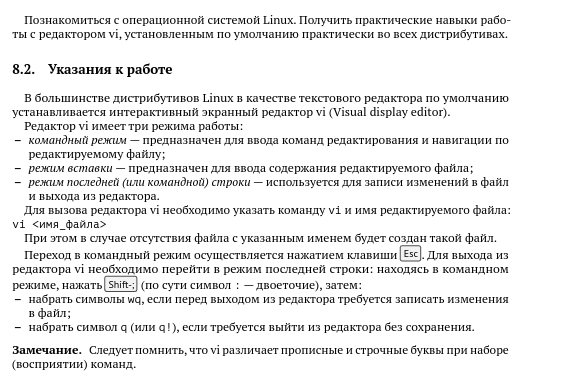 Познакомиться с операционной системой Linux. Получить практические навыки рабо-
ты с редактором vi, установленным по умолчанию практически во всех дистрибутивах.
8.2. Указания к работе
В большинстве дистрибутивов Linux в качестве текстового редактора по умолчанию
устанавливается интерактивный экранный редактор vi (Visual display editor).
Редактор vi имеет три режима работы:
– командный режим — предназначен для ввода команд редактирования и навигации по
редактируемому файлу;
– режим вставки — предназначен для ввода содержания редактируемого файла;
– режим последней (или командной) строки — используется для записи изменений в файл
и выхода из редактора.
Для вызова редактора vi необходимо указать команду vi и имя редактируемого файла:
vi <имя_файла>
При этом в случае отсутствия файла с указанным именем будет создан такой файл.
Переход в командный режим осуществляется нажатием клавиши Esc . Для выхода из
редактора vi необходимо перейти в режим последней строки: находясь в командном
режиме, нажать Shift-; (по сути символ : — двоеточие), затем:
– набрать символы wq, если перед выходом из редактора требуется записать изменения
в файл;
– набрать символ q (или q!), если требуется выйти из редактора без сохранения.
Замечание. Следует помнить, что vi различает прописные и строчные буквы при наборе
(восприятии) команд.